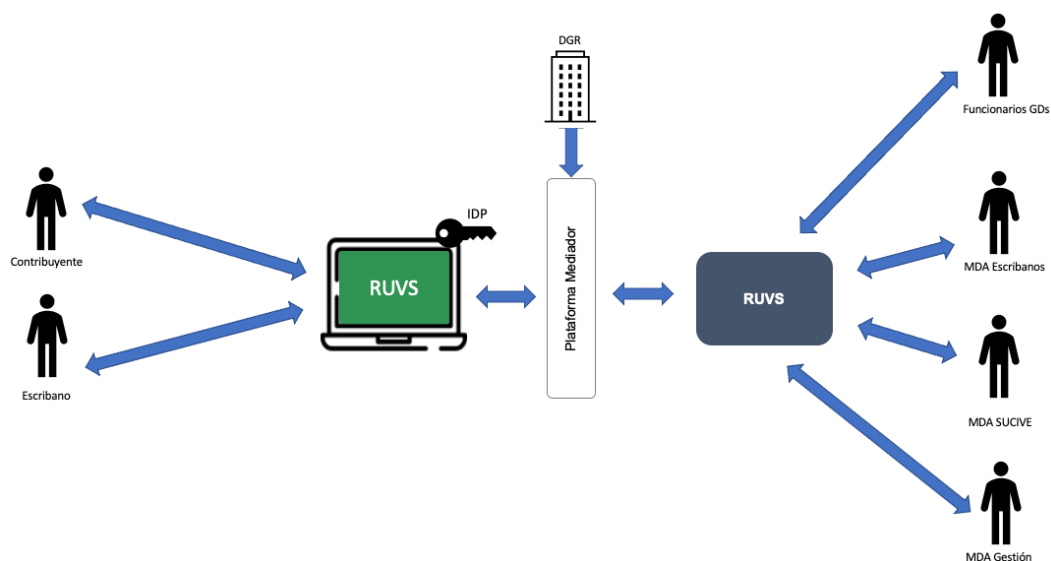 DGR
Funcionarios GDs
IDP
Contribuyente
RUVS
Plataforma Mediador
RUVS
MDA Escribanos
Escribano
MDA SUCIVE
MDA Gestión